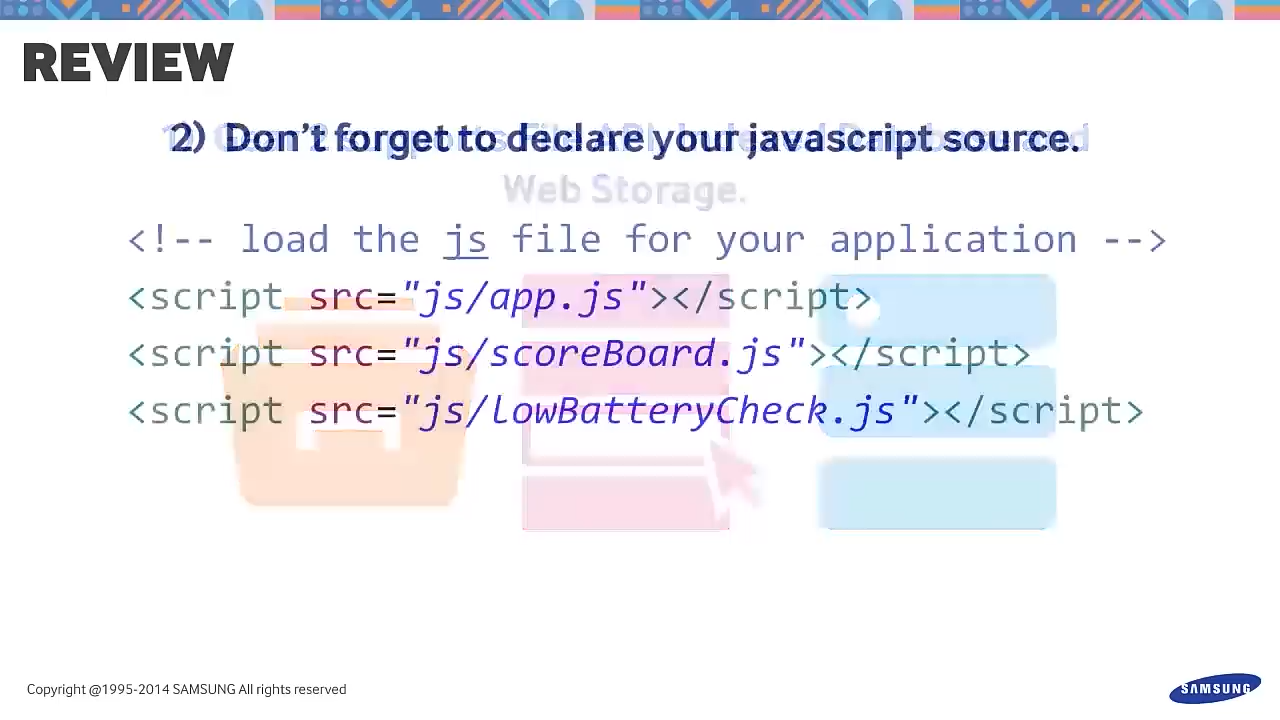 REVIEW
2) Don't forget to declare your javascript source.
Web Storage.
<!-- load the js file for your application -->
<script src="js/app.js"></script>
<script src="js/scoreBoard.js"></script>
<script src="js/lowBatteryCheck.js"></script>
Copyright @1995-2014 SAMSUNG All rights reserved
SAMSUNG